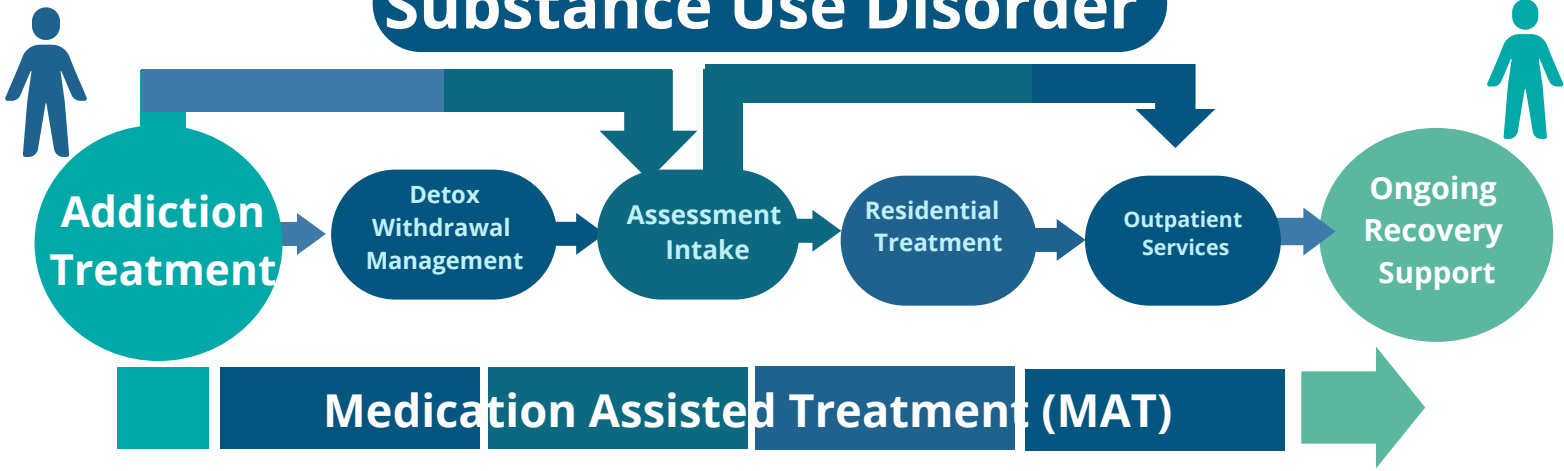 Substance Use Disorder
Addiction
Treatment
Detox
Withdrawal
Management
Assessment
Intake
Residential
Treatment
Outpatient
Services
Ongoing
Recovery
Support
Medication Assisted Treatment (MAT)